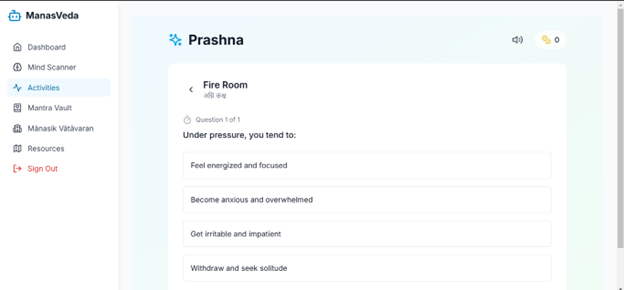 ManasVeda
Dashboard
Mind Scanner
Activities
Mantra Vault
Mānasik Vātāvaran
Resources
Sign Out
Prashna
0
Fire Room
अग्नि कक्ष
Question 1 of 1
Under pressure, you tend to:
Feel energized and focused
Become anxious and overwhelmed
Get irritable and impatient
Withdraw and seek solitude